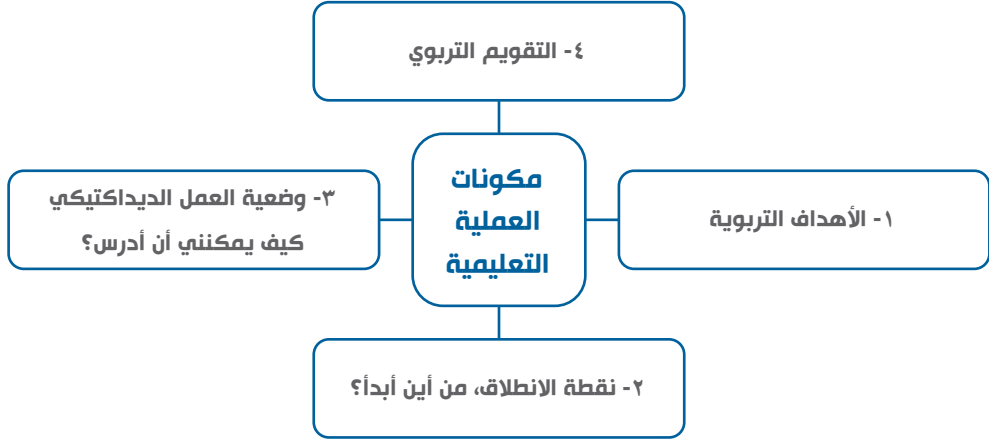 ٤- التقويم التربوي
مكونات
العملية
التعليمية
١- الأهداف التربوية
٣- وضعية العمل الديداكتيكي
كيف يمكنني أن أدرس؟
٢- نقطة الانطلاق، من أين أبدأ؟